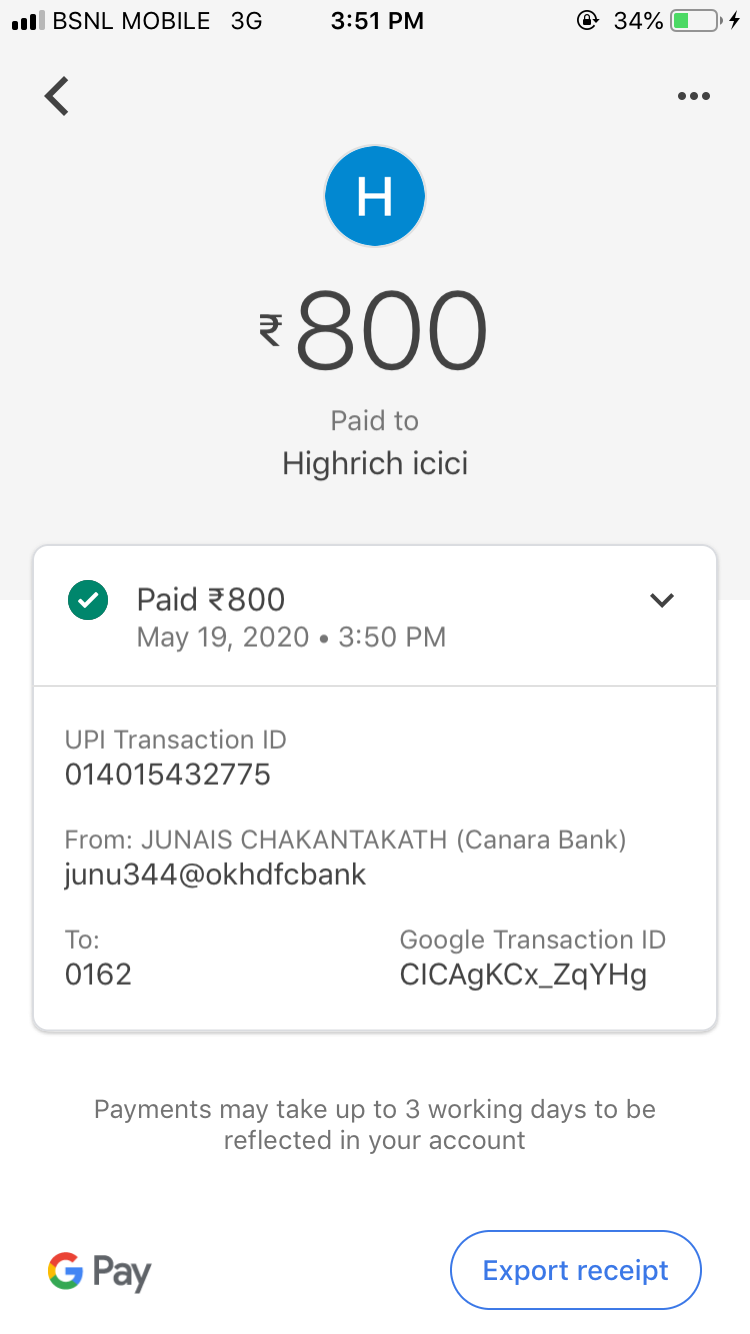 BSNL MOBILE 3G 3:51 PM 34%
H
₹800
Paid to
Highrich icici
Paid ₹800
May 19, 2020 • 3:50 PM
UPI Transaction ID
014015432775
From: JUNAIS CHAKANTAKATH (Canara Bank)
junu344@okhdfcbank
To: Google Transaction ID
0162 CICAgKCx_ZqYHg
Payments may take up to 3 working days to be
reflected in your account
G Pay Export receipt